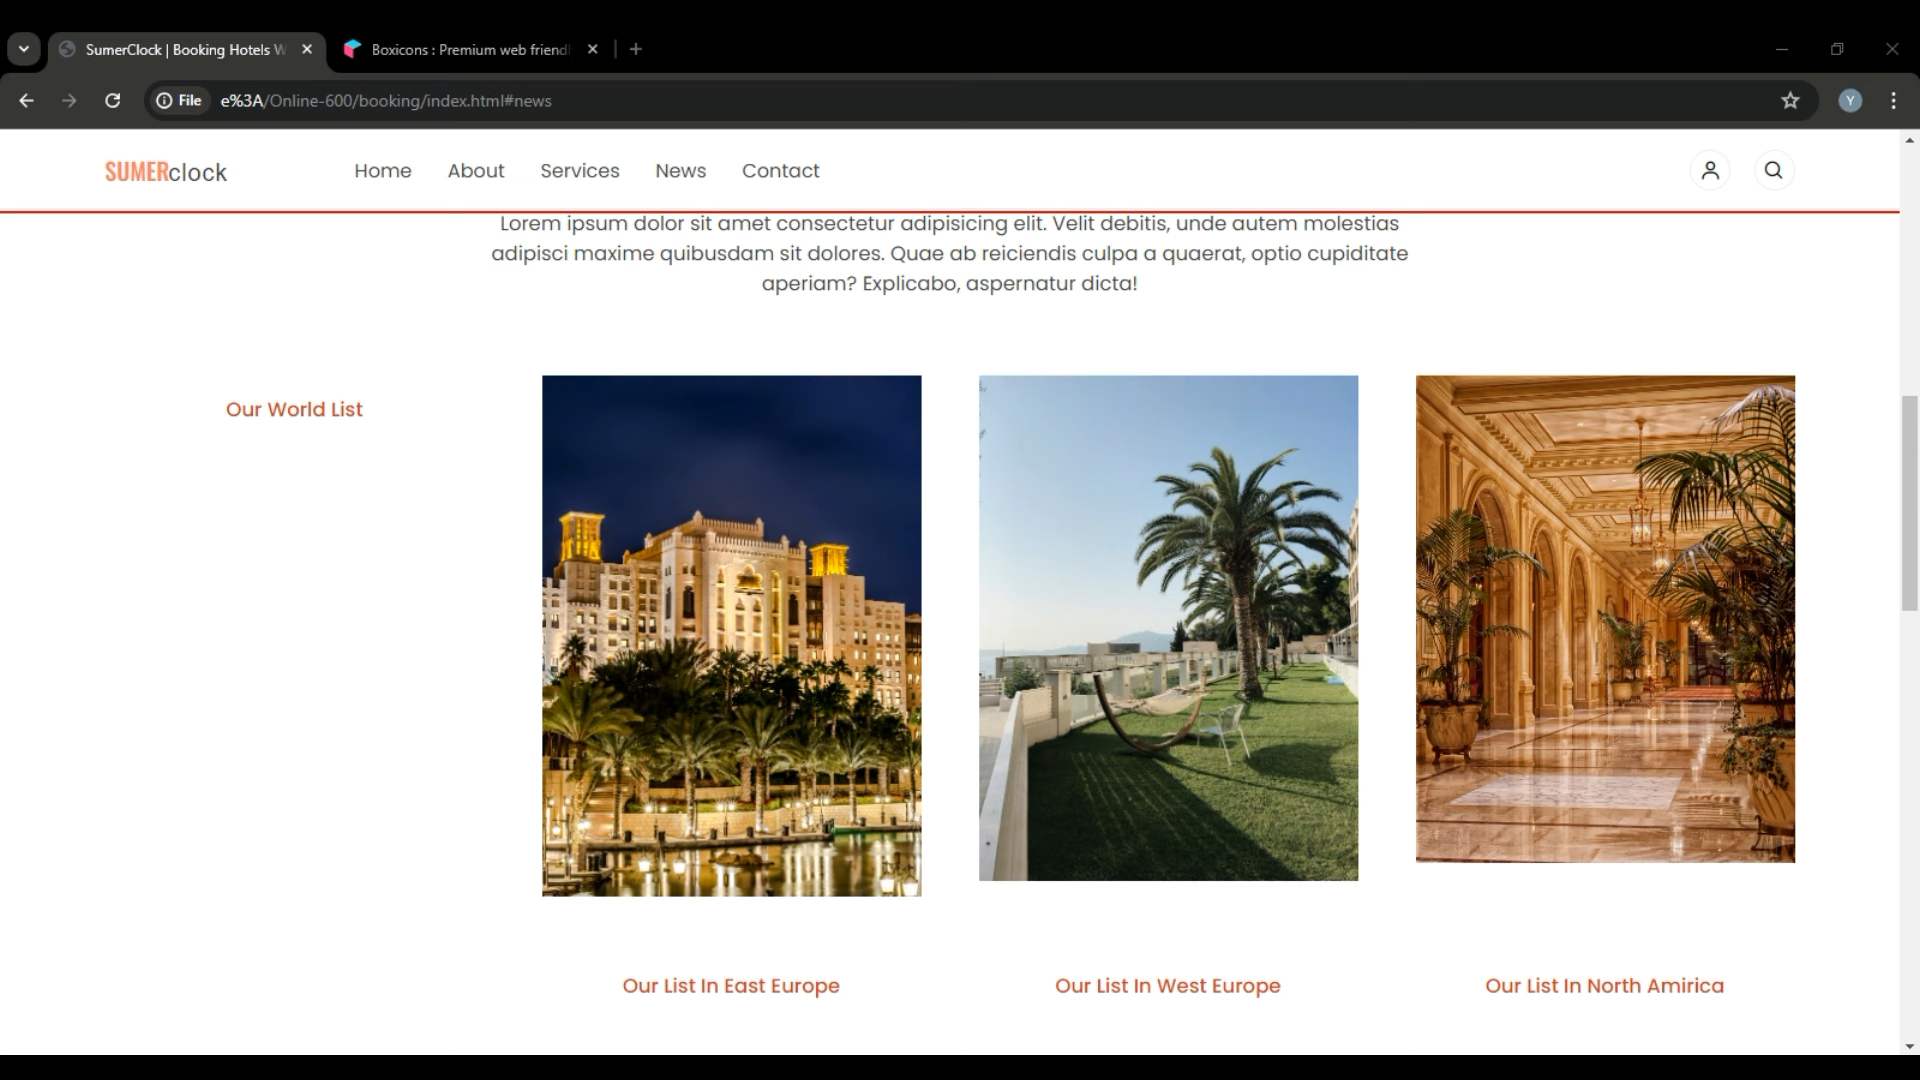 SumerClock | Booking Hotels W
Boxicons : Premium web friend
File e%3A/Online-600/booking/index.html#news
Y
SUMERclock
Home About Services News Contact
Lorem ipsum dolor sit amet consectetur adipisicing elit. Velit debitis, unde autem molestias
adipisci maxime quibusdam sit dolores. Quae ab reiciendis culpa a quaerat, optio cupiditate
aperiam? Explicabo, aspernatur dicta!
Our World List
Our List In East Europe
Our List In West Europe
Our List In North Amirica